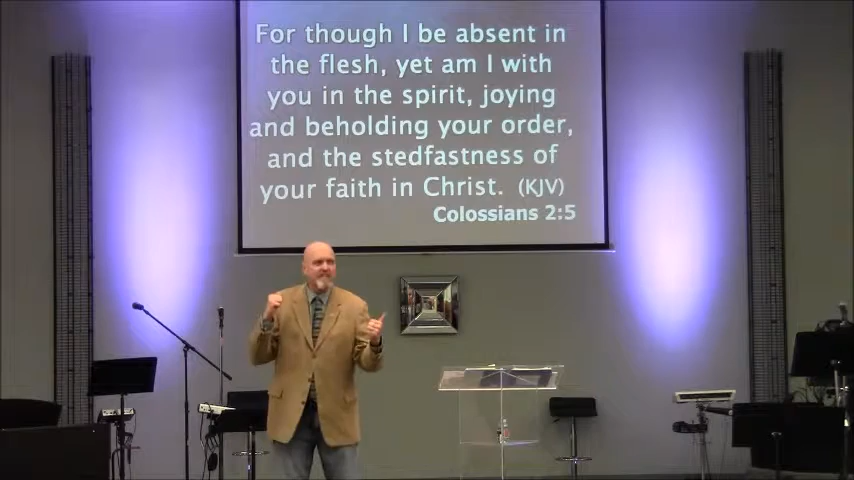 For though I be absent in
the flesh, yet am I with
you in the spirit, joying
and beholding your order,
and the stedfastness of
your faith in Christ. (KJV)
Colossians 2:5